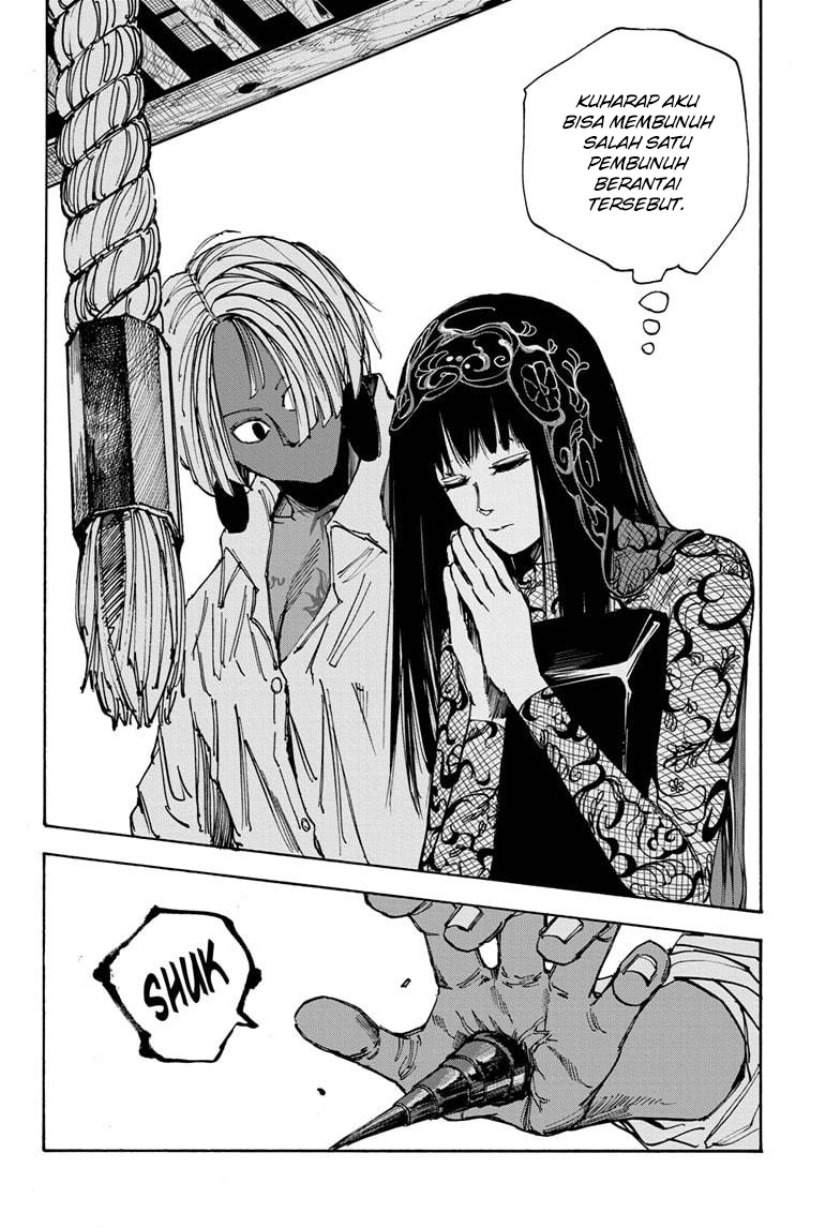 KUHARAP AKU
BISA MEMBUNUH
SALAH SATU
PEMBUNUH
BERANTAI
TERSEBUT.
SHUK